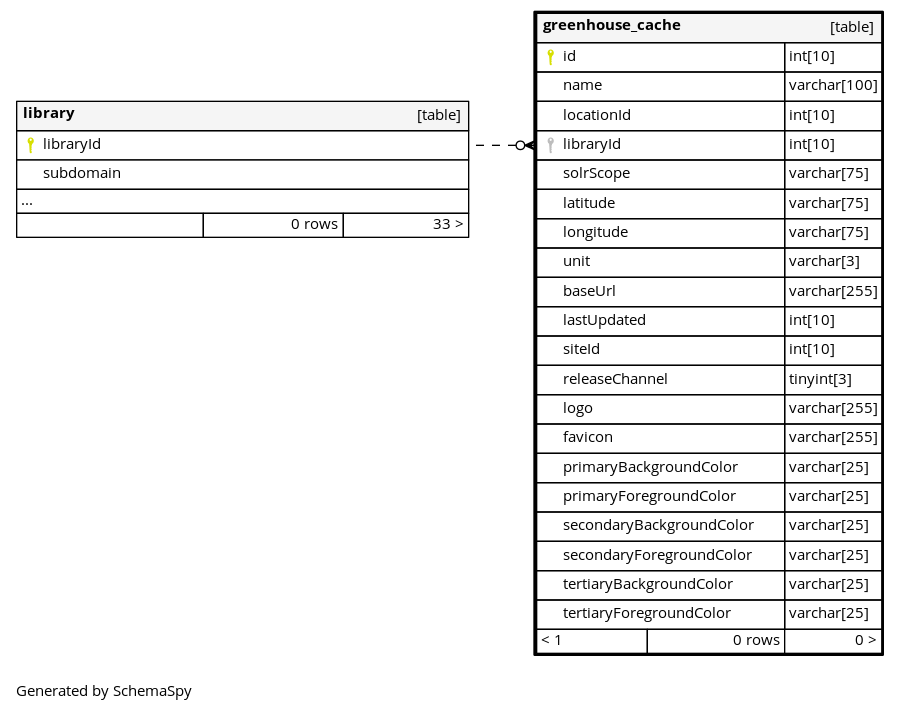 library [table]
libraryId
subdomain
...
0 rows 33 >
greenhouse_cache [table]
id int[10]
name varchar[100]
locationId int[10]
libraryId int[10]
solrScope varchar[75]
latitude varchar[75]
longitude varchar[75]
unit varchar[3]
baseUrl varchar[255]
lastUpdated int[10]
siteId int[10]
releaseChannel tinyint[3]
logo varchar[255]
favicon varchar[255]
primaryBackgroundColor varchar[25]
primaryForegroundColor varchar[25]
secondaryBackgroundColor varchar[25]
secondaryForegroundColor varchar[25]
tertiaryBackgroundColor varchar[25]
tertiaryForegroundColor varchar[25]
< 1 0 rows 0 >
Generated by SchemaSpy